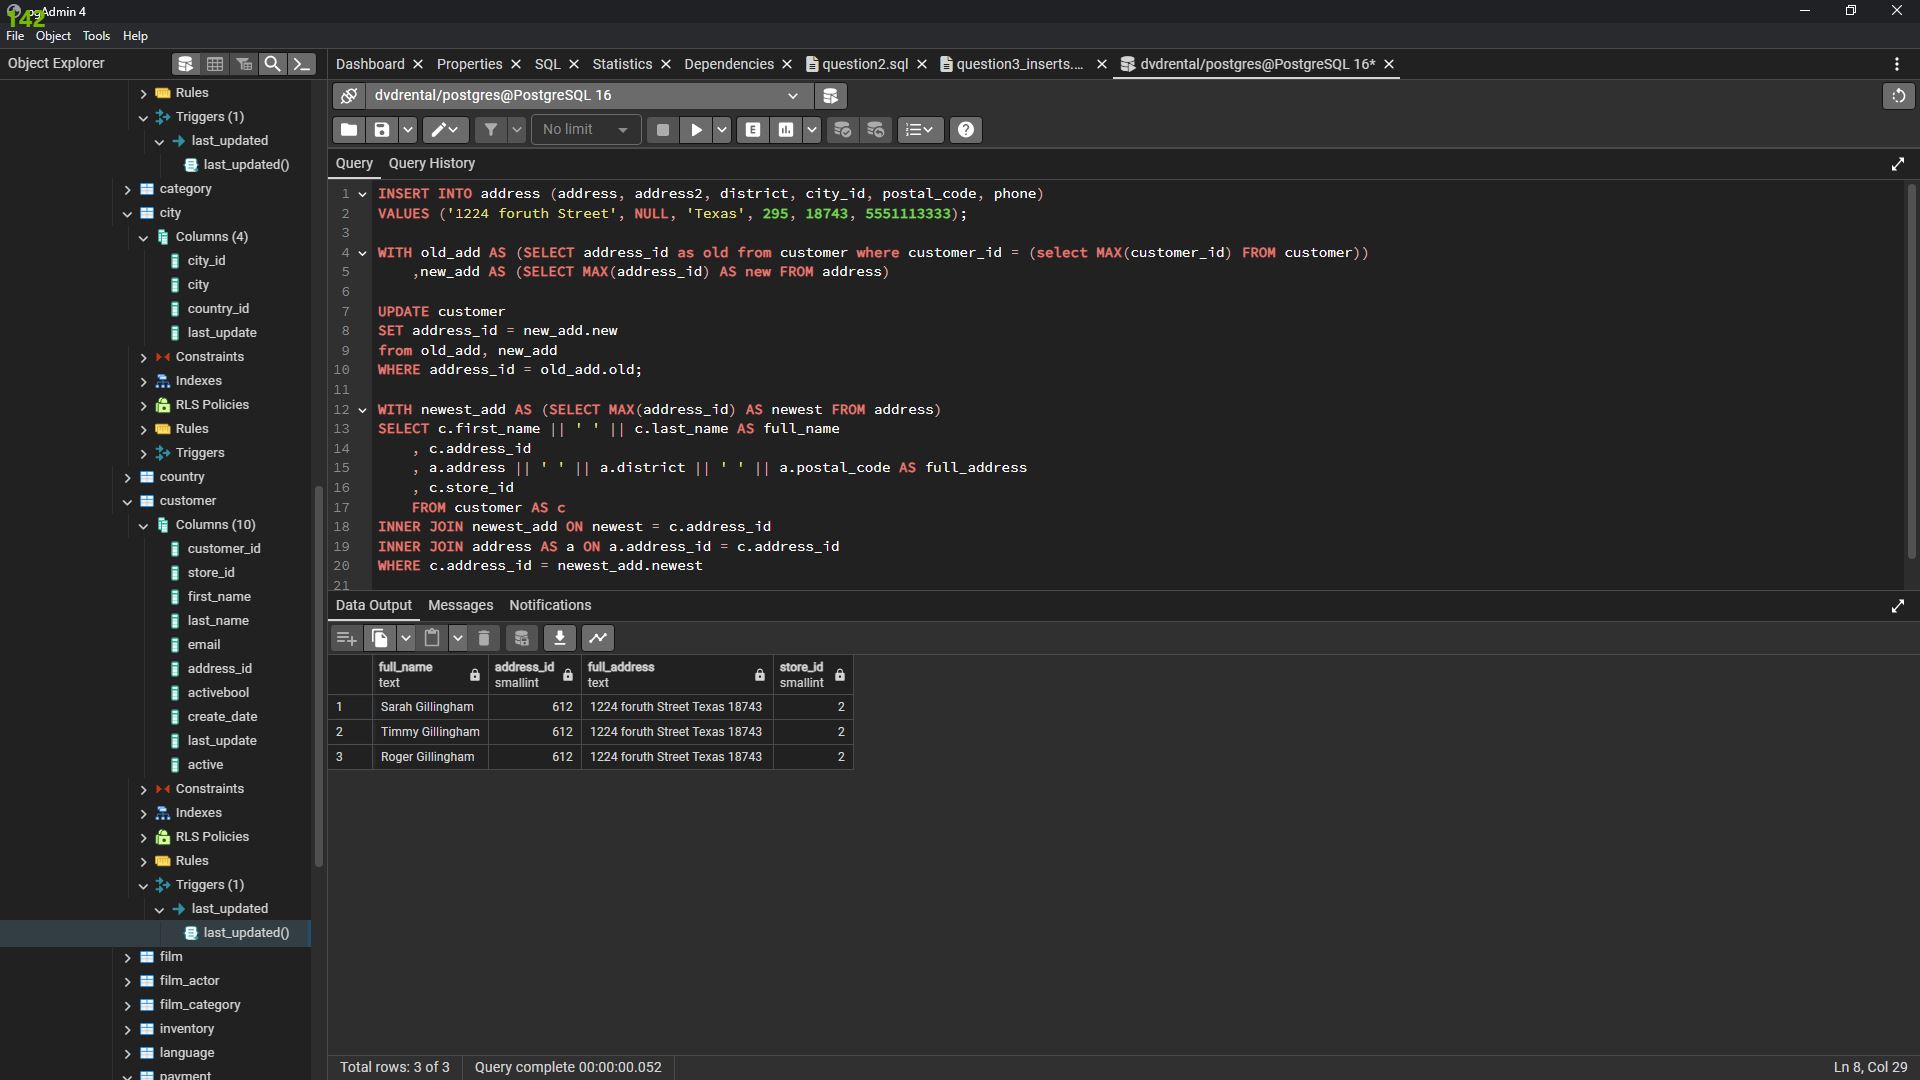 142
pgAdmin 4
File Object Tools Help
Object Explorer
Dashboard Properties SQL Statistics Dependencies question2.sql question3_inserts.... dvdrental/postgres@PostgreSQL 16*
dvdrental/postgres@PostgreSQL 16
No limit
E
Query Query History
Rules
Triggers (1)
last_updated
last_updated()
category
city
Columns (4)
city_id
city
country_id
last_update
Constraints
Indexes
RLS Policies
Rules
Triggers
country
customer
Columns (10)
customer_id
store_id
first_name
last_name
email
address_id
activebool
create_date
last_update
active
Constraints
Indexes
RLS Policies
Rules
Triggers (1)
last_updated
last_updated()
film
film_actor
film_category
inventory
language
payment
1 INSERT INTO address (address, address2, district, city_id, postal_code, phone)
2 VALUES ('1224 foruth Street', NULL, 'Texas', 295, 18743, 5551113333);
3
4 WITH old_add AS (SELECT address_id as old from customer where customer_id = (select MAX(customer_id) FROM customer))
5 ,new_add AS (SELECT MAX(address_id) AS new FROM address)
6
7 UPDATE customer
8 SET address_id = new_add.new
9 from old_add, new_add
10 WHERE address_id = old_add.old;
11
12 WITH newest_add AS (SELECT MAX(address_id) AS newest FROM address)
13 SELECT c.first_name || ' ' || c.last_name AS full_name
14 , c.address_id
15 , a.address || ' ' || a.district || ' ' || a.postal_code AS full_address
16 , c.store_id
17 FROM customer AS c
18 INNER JOIN newest_add ON newest = c.address_id
19 INNER JOIN address AS a ON a.address_id = c.address_id
20 WHERE c.address_id = newest_add.newest
21
Data Output Messages Notifications
full_name address_id full_address store_id
text smallint text smallint
1 Sarah Gillingham 612 1224 foruth Street Texas 18743 2
2 Timmy Gillingham 612 1224 foruth Street Texas 18743 2
3 Roger Gillingham 612 1224 foruth Street Texas 18743 2
Total rows: 3 of 3 Query complete 00:00:00.052 Ln 8, Col 29